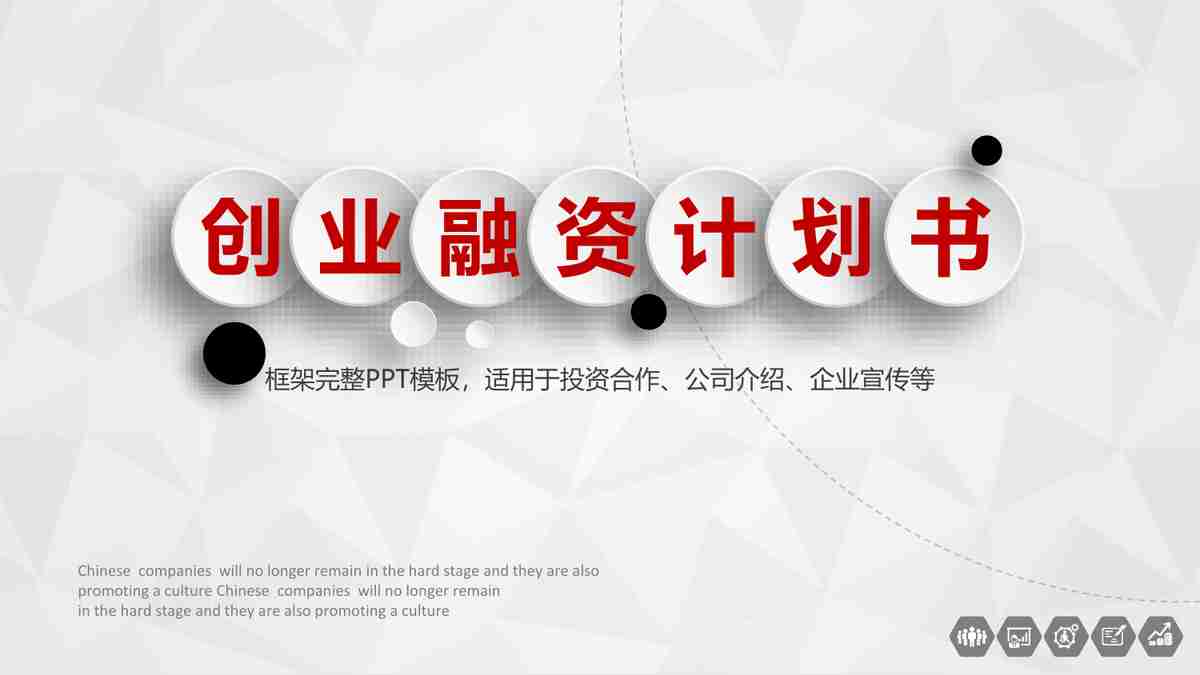 创业融资计划书
框架完整PPT模板，适用于投资合作、公司介绍、企业宣传等
Chinese  companies  will no longer remain in the hard stage and they are also
promoting a culture Chinese  companies  will no longer remain
in the hard stage and they are also promoting a culture